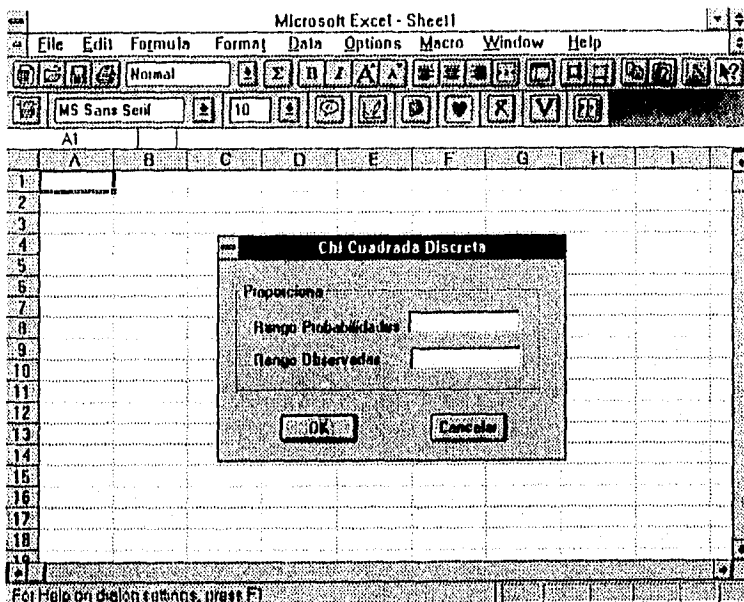 Microsoft Excel - Sheet1
File Edit Formula Format Data Options Macro Window Help
Normal Σ B I A A
MS Sans Serif 10
A1
A B C D E F G H I
1
2
3
4
5
6
7
8
9
10
11
12
13
14
15
16
17
18
19
Chi Cuadrada Discreta
Proporciona
Rango Probabilidades
Rango Observadas
OK Cancelar
For Help on dialog settings, press F1